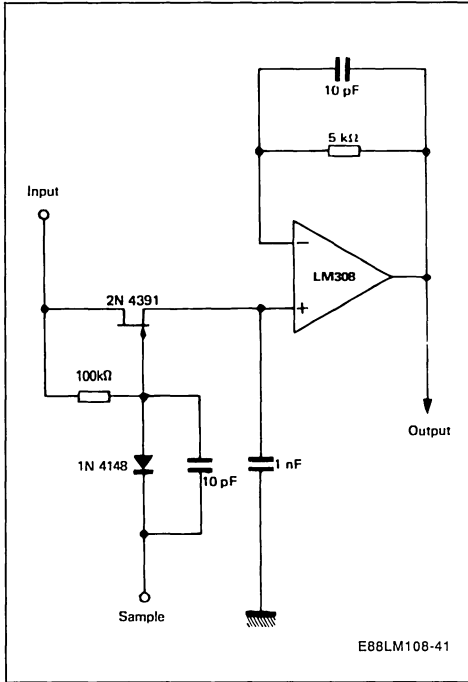 10 pF
5 kΩ
Input
LM308
2N 4391
100kΩ
Output
1N 4148
10 pF
1 nF
Sample
E88LM108-41